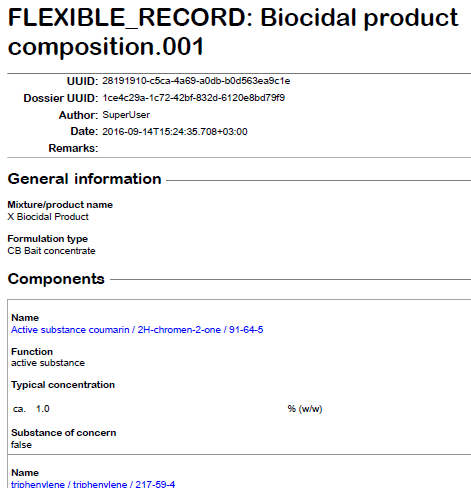 FLEXIBLE_RECORD: Biocidal product
composition.001
UUID: 28191910-c5ca-4a69-a0db-b0d563ea9c1e
Dossier UUID: 1ce4c29a-1c72-42bf-832d-6120e8bd79f9
Author: SuperUser
Date: 2016-09-14T15:24:35.708+03:00
Remarks:
General information
Mixture/product name
X Biocidal Product
Formulation type
CB Bait concentrate
Components
Name
Active substance coumarin / 2H-chromen-2-one / 91-64-5
Function
active substance
Typical concentration
ca. 1.0 % (w/w)
Substance of concern
false
Name
triphenylene / triphenylene / 217-59-4